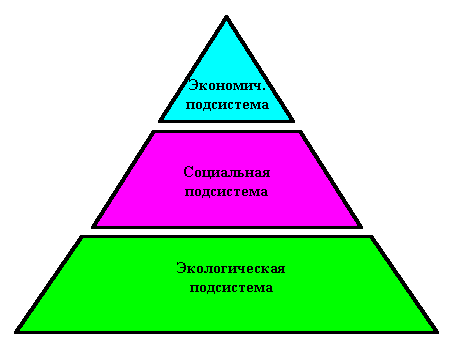 Экономич.
подсистема
Социальная
подсистема
Экологическая
подсистема